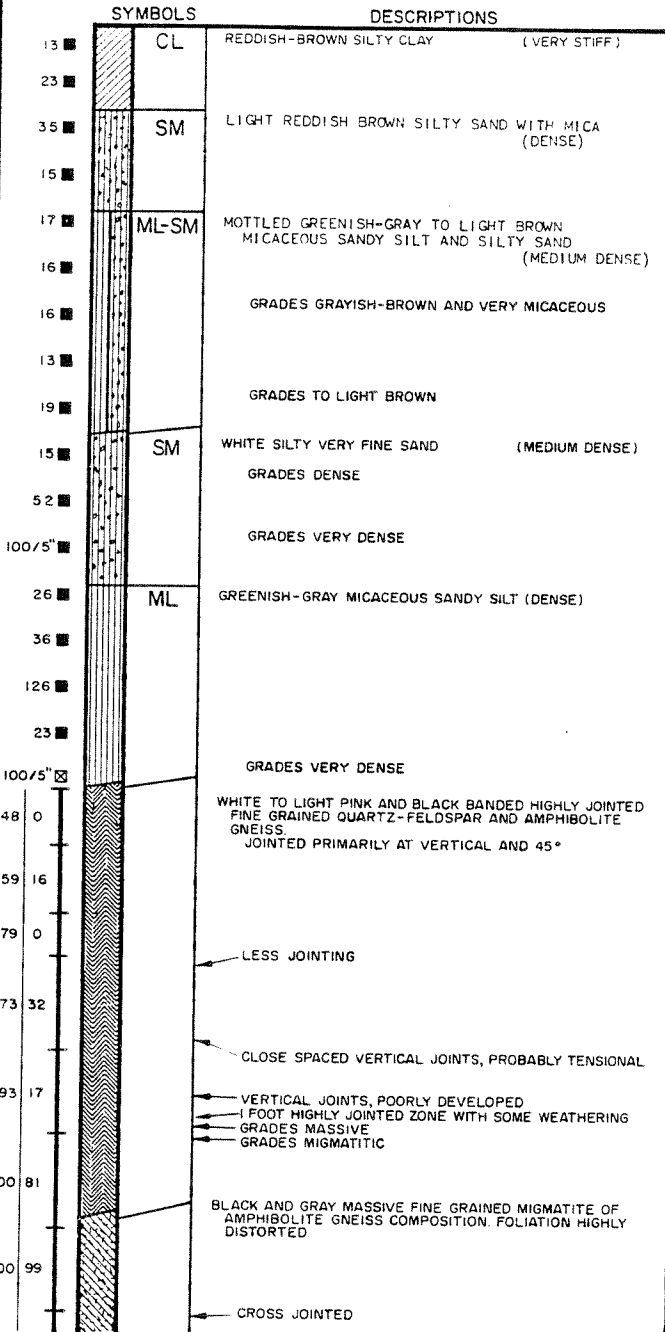 SYMBOLS DESCRIPTIONS
13 CL REDDISH-BROWN SILTY CLAY (VERY STIFF)
23
35 SM LIGHT REDDISH BROWN SILTY SAND WITH MICA
(DENSE)
15
17 ML-SM MOTTLED GREENISH-GRAY TO LIGHT BROWN
MICACEOUS SANDY SILT AND SILTY SAND
16 (MEDIUM DENSE)
16 GRADES GRAYISH-BROWN AND VERY MICACEOUS
13
19 GRADES TO LIGHT BROWN
15 SM WHITE SILTY VERY FINE SAND (MEDIUM DENSE)
GRADES DENSE
52
100/5" GRADES VERY DENSE
26 ML GREENISH-GRAY MICACEOUS SANDY SILT (DENSE)
36
126
23
100/5" GRADES VERY DENSE
WHITE TO LIGHT PINK AND BLACK BANDED HIGHLY JOINTED
48 0 FINE GRAINED QUARTZ-FELDSPAR AND AMPHIBOLITE
GNEISS.
JOINTED PRIMARILY AT VERTICAL AND 45°
59 16
79 0
LESS JOINTING
73 32
CLOSE SPACED VERTICAL JOINTS, PROBABLY TENSIONAL
93 17 VERTICAL JOINTS, POORLY DEVELOPED
1 FOOT HIGHLY JOINTED ZONE WITH SOME WEATHERING
GRADES MASSIVE
GRADES MIGMATITIC
00 81
BLACK AND GRAY MASSIVE FINE GRAINED MIGMATITE OF
AMPHIBOLITE GNEISS COMPOSITION. FOLIATION HIGHLY
DISTORTED.
00 99
CROSS JOINTED